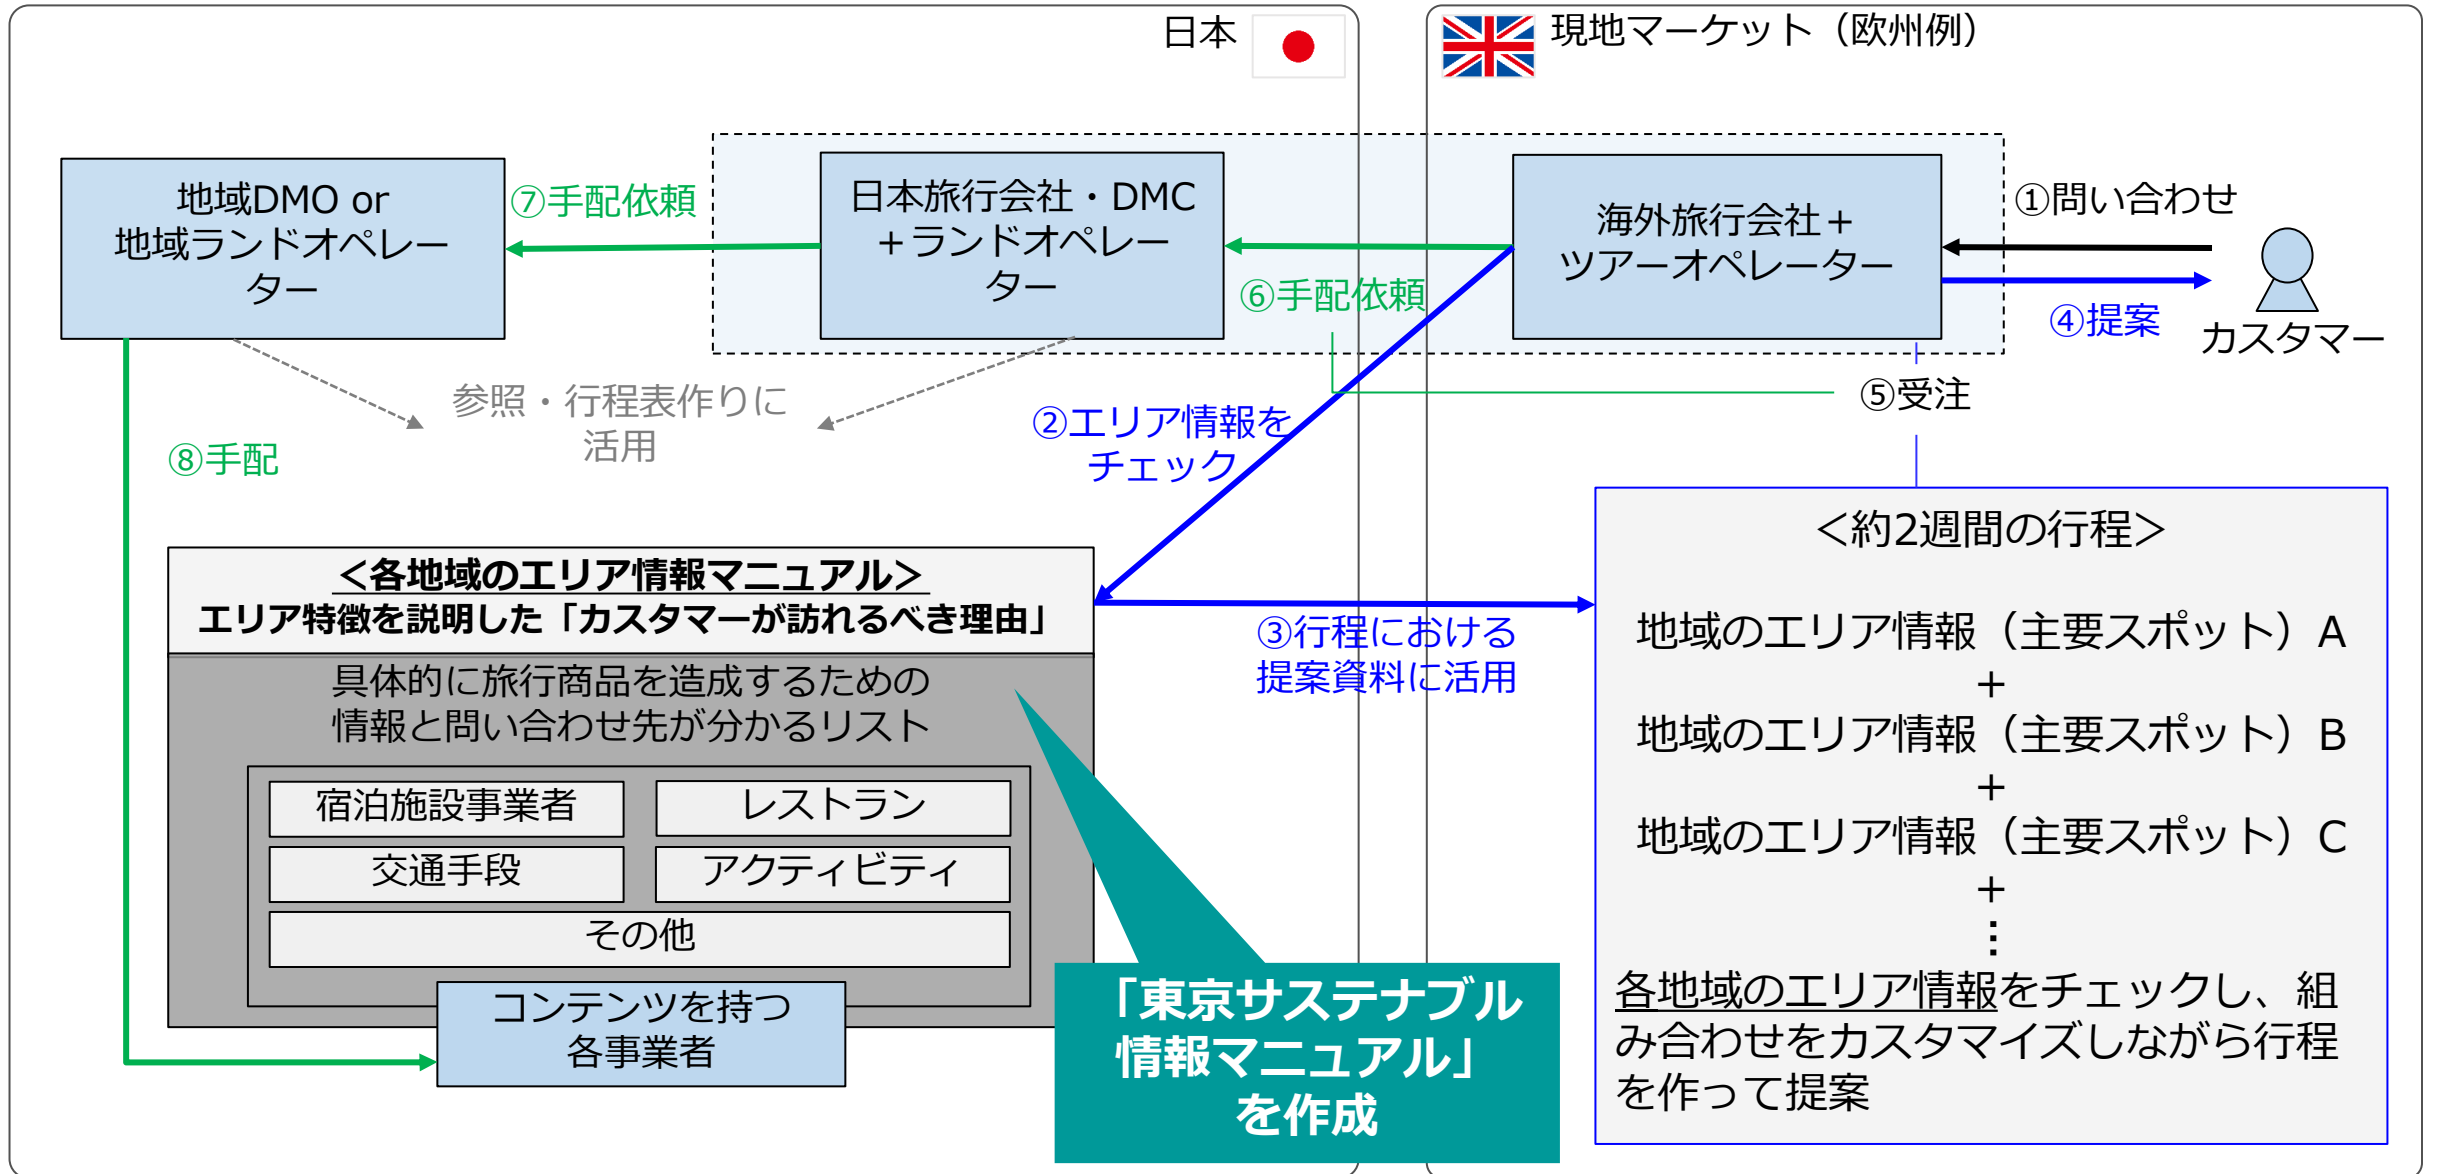 日本
現地マーケット（欧州例）
地域DMO or
地域ランドオペレー
ター
⑦手配依頼
日本旅行会社・DMC
＋ランドオペレー
ター
⑥手配依頼
海外旅行会社＋
ツアーオペレーター
①問い合わせ
④提案
カスタマー
参照・行程表作りに
活用
②エリア情報を
チェック
⑤受注
⑧手配
＜各地域のエリア情報マニュアル＞
エリア特徴を説明した「カスタマーが訪れるべき理由」
具体的に旅行商品を造成するための
情報と問い合わせ先が分かるリスト
宿泊施設事業者
レストラン
交通手段
アクティビティ
その他
コンテンツを持つ
各事業者
③行程における
提案資料に活用
「東京サステナブル
情報マニュアル」
を作成
＜約2週間の行程＞
地域のエリア情報（主要スポット）A
+
地域のエリア情報（主要スポット）B
+
地域のエリア情報（主要スポット）C
+
…
各地域のエリア情報をチェックし、組
み合わせをカスタマイズしながら行程
を作って提案